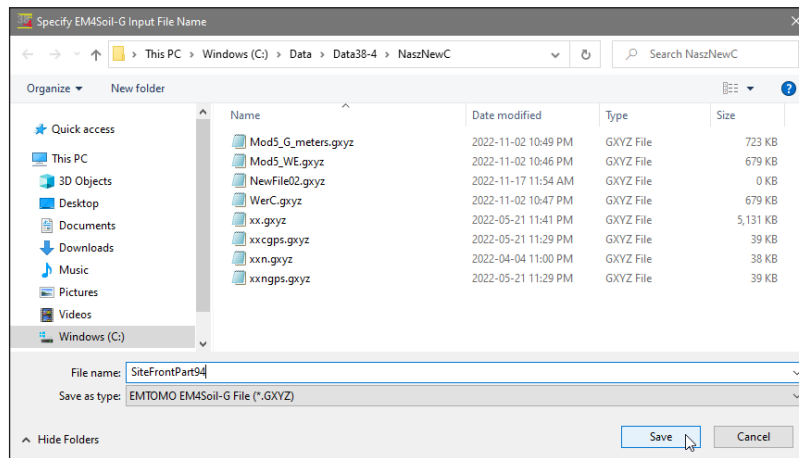 38 Specify EM4Soil-G Input File Name
This PC > Windows (C:) > Data > Data38-4 > NaszNewC
Search NaszNewC
Organize New folder
Name Date modified Type Size
Quick access
This PC
3D Objects
Desktop
Documents
Downloads
Music
Pictures
Videos
Windows (C:)
Mod5_G_meters.gxyz 2022-11-02 10:49 PM GXYZ File 723 KB
Mod5_WE.gxyz 2022-11-02 10:46 PM GXYZ File 679 KB
NewFile02.gxyz 2022-11-17 11:54 AM GXYZ File 0 KB
WerC.gxyz 2022-11-02 10:47 PM GXYZ File 679 KB
xx.gxyz 2022-05-21 11:41 PM GXYZ File 5,131 KB
xxcgps.gxyz 2022-05-21 11:29 PM GXYZ File 39 KB
xxn.gxyz 2022-04-04 11:00 PM GXYZ File 38 KB
xxngps.gxyz 2022-05-21 11:29 PM GXYZ File 39 KB
File name: SiteFrontPart94
Save as type: EMTOMO EM4Soil-G File (*.GXYZ)
Hide Folders
Save Cancel